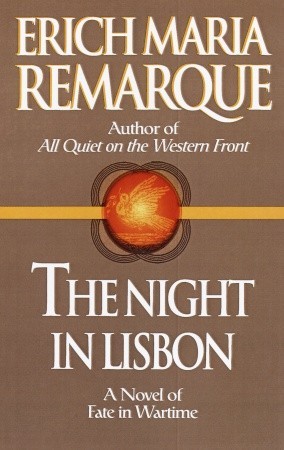 ERICH MARIA
REMARQUE
Author of
All Quiet on the Western Front
THE NIGHT
IN LISBON
A Novel of
Fate in Wartime